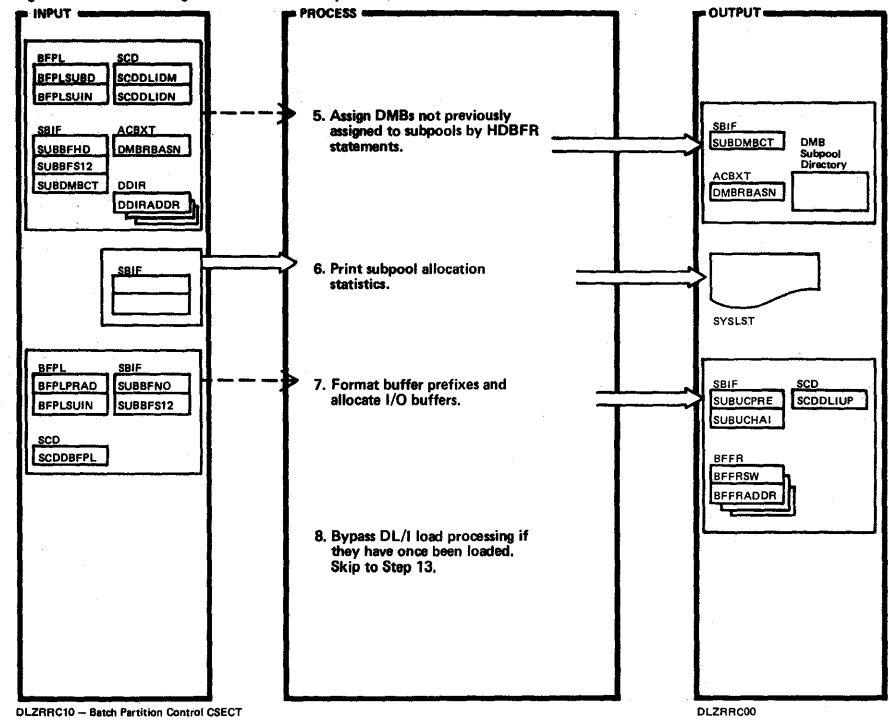 INPUT
PROCESS
OUTPUT
BFPL SCD
BFPLSUBD SCDDLIDM
BFPLSUIN SCDDLIDN
SBIF ACBXT
SUBBFHD DMBRBASN
SUBBFS12
SUBDMBCT DDIR
DDIRADDR
5. Assign DMBs not previously
assigned to subpools by HDBFR
statements.
SBIF
SUBDMBCT
DMB
Subpool
Directory
ACBXT
DMBRBASN
SBIF
6. Print subpool allocation
statistics.
SYSLST
BFPL SBIF
BFPLPRAD SUBBFNO
BFPLSUIN SUBBFS12
SCD
SCDDBFPL
7. Format buffer prefixes and
allocate I/O buffers.
SBIF SCD
SUBUCPRE SCDDLIUP
SUBUCHAI
BFFR
BFFRSW
BFFRADDR
8. Bypass DL/I load processing if
they have once been loaded.
Skip to Step 13.
DLZRRC10 – Batch Partition Control CSECT
DLZRRC00